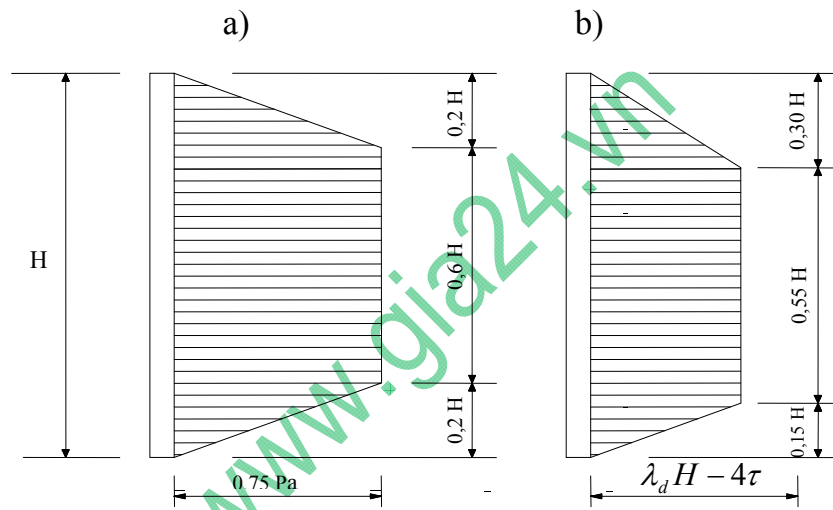 a)
b)
H
0,2 H
0,6 H
0,2 H
0,75 Pa
0,30 H
0,55 H
0,15 H
λ_d H − 4τ
www.gia24.vn